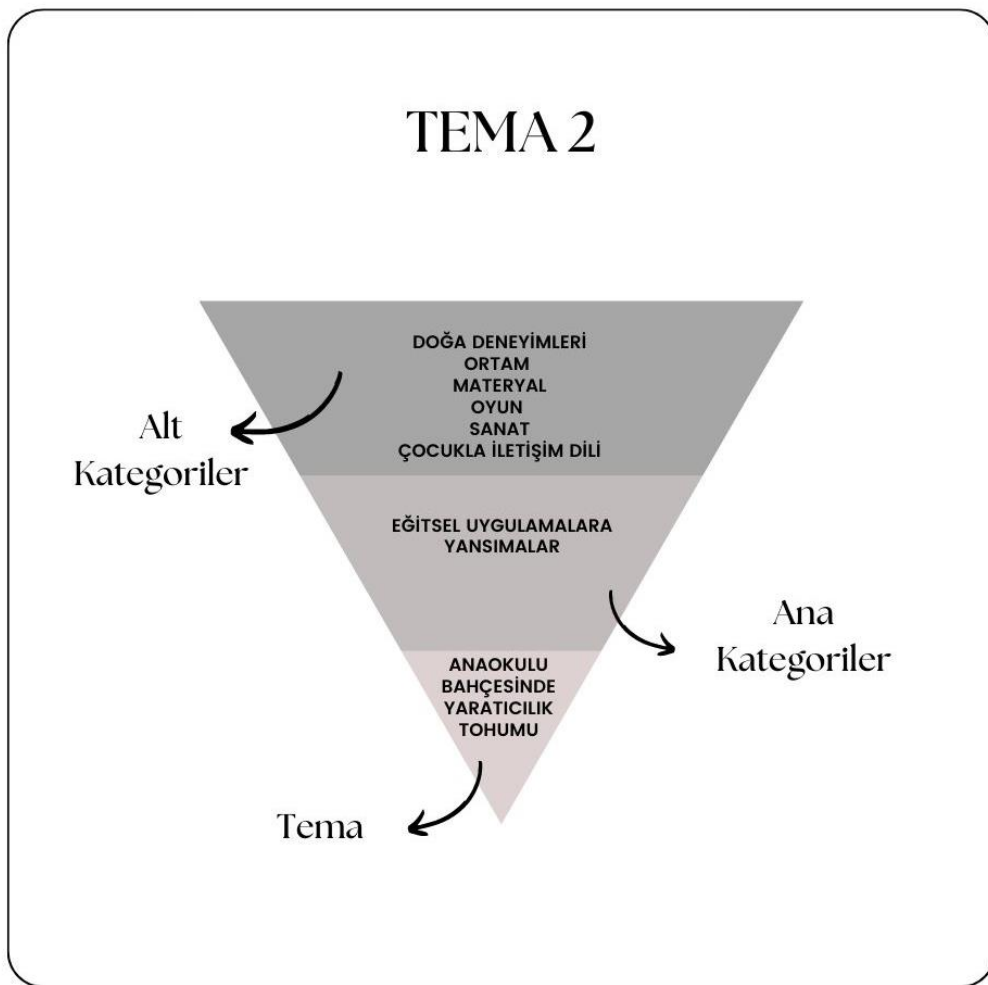 TEMA 2
DOĞA DENEYİMLERİ
ORTAM
MATERYAL
OYUN
SANAT
ÇOCUKLA İLETİŞİM DİLİ
Alt
Kategoriler
EĞİTSEL UYGULAMALARA
YANSIMALAR
Ana
Kategoriler
ANAOKULU
BAHÇESİNDE
YARATICILIK
TOHUMU
Tema